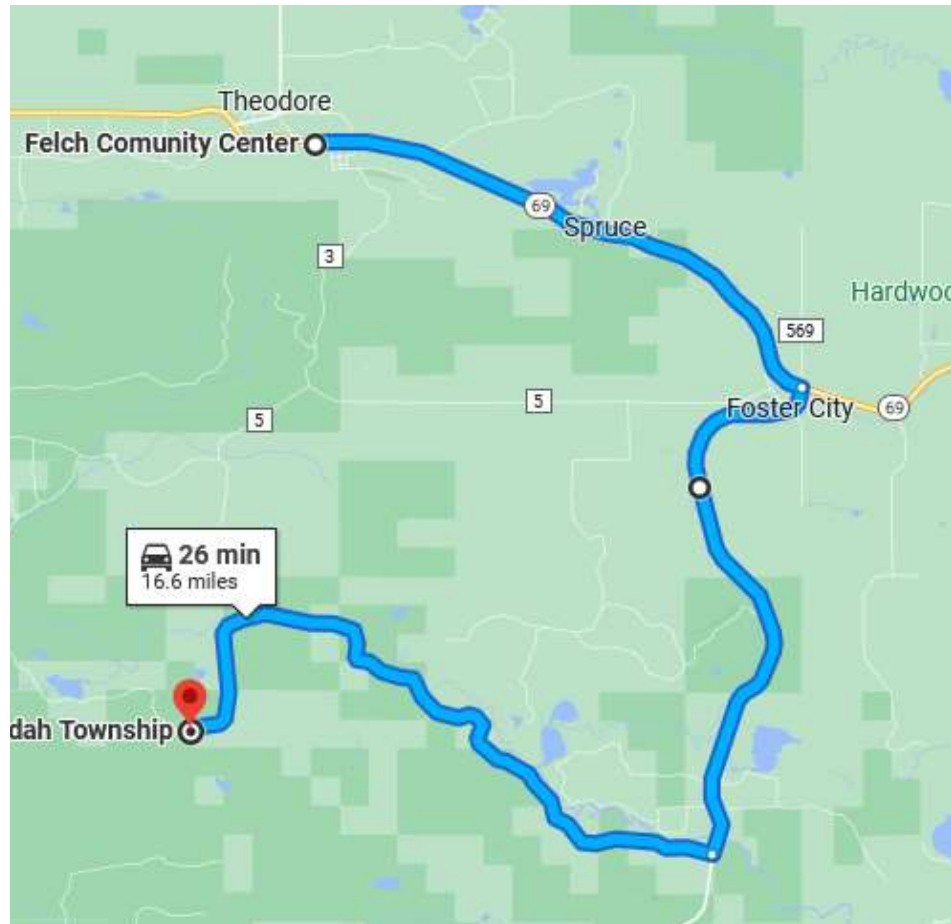 Theodore
Felch Comunity Center
69
Spruce
3
Hardwoo
569
5
5
Foster City
69
26 min
16.6 miles
dah Township